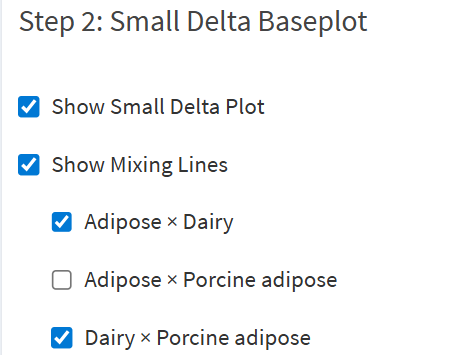 Step 2: Small Delta Baseplot
Show Small Delta Plot
Show Mixing Lines
Adipose × Dairy
Adipose × Porcine adipose
Dairy × Porcine adipose